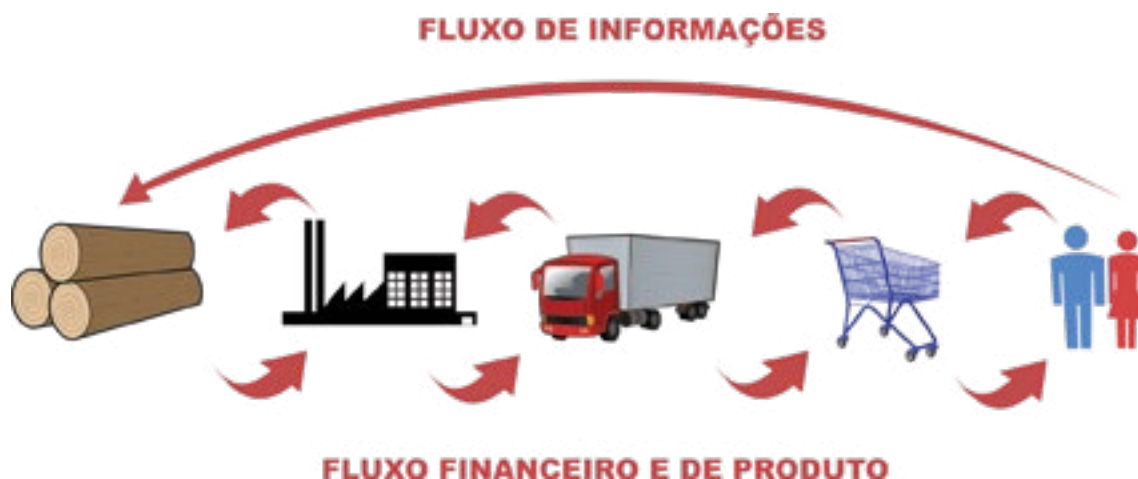 FLUXO DE INFORMAÇÕES
FLUXO FINANCEIRO E DE PRODUTO